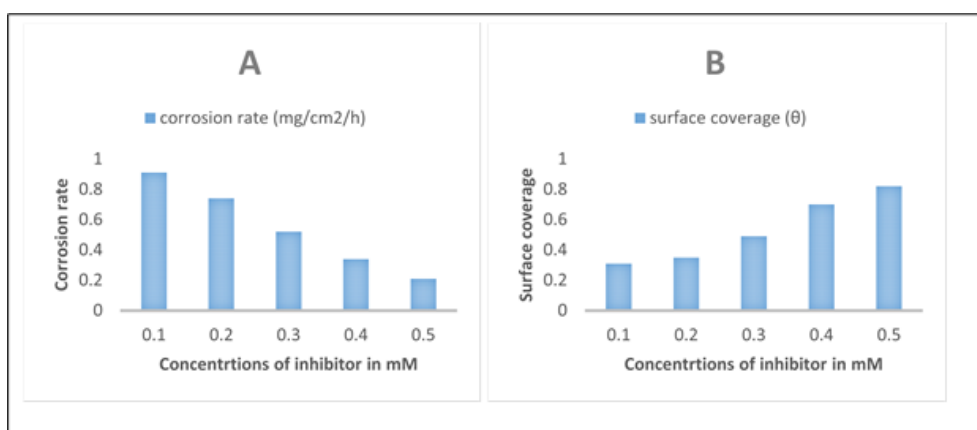 A
corrosion rate (mg/cm2/h)
Corrosion rate
1
0.8
0.6
0.4
0.2
0
0.1 0.2 0.3 0.4 0.5
Concentrtions of inhibitor in mM
B
surface coverage (θ)
Surface coverage
1
0.8
0.6
0.4
0.2
0
0.1 0.2 0.3 0.4 0.5
Concentrtions of inhibitor in mM